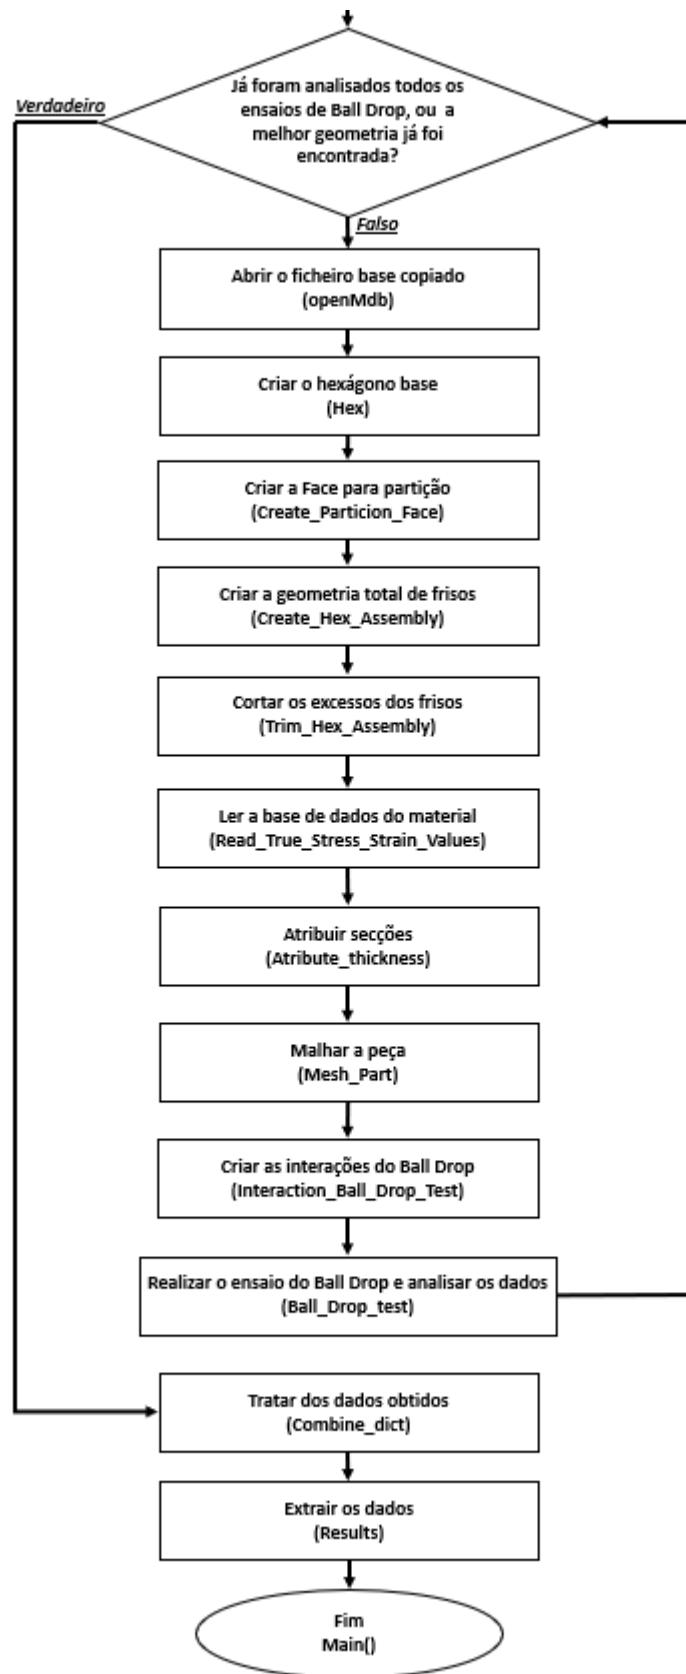 Já foram analisados todos os
ensaios de Ball Drop, ou a
melhor geometria já foi
encontrada?
Verdadeiro
Falso
Abrir o ficheiro base copiado
(openMdb)
Criar o hexágono base
(Hex)
Criar a Face para partição
(Create_Particion_Face)
Criar a geometria total de frisos
(Create_Hex_Assembly)
Cortar os excessos dos frisos
(Trim_Hex_Assembly)
Ler a base de dados do material
(Read_True_Stress_Strain_Values)
Atribuir secções
(Atribute_thickness)
Malhar a peça
(Mesh_Part)
Criar as interações do Ball Drop
(Interaction_Ball_Drop_Test)
Realizar o ensaio do Ball Drop e analisar os dados
(Ball_Drop_test)
Tratar dos dados obtidos
(Combine_dict)
Extrair os dados
(Results)
Fim
Main()